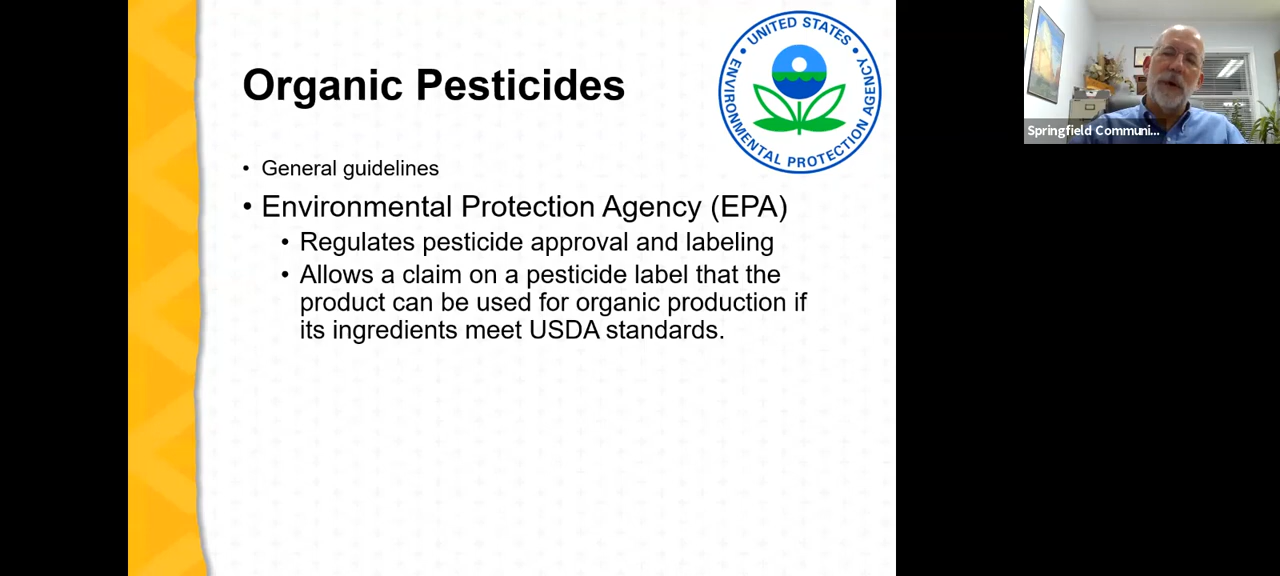 Organic Pesticides
UNITED STATES
ENVIRONMENTAL PROTECTION AGENCY
• General guidelines
• Environmental Protection Agency (EPA)
• Regulates pesticide approval and labeling
• Allows a claim on a pesticide label that the
product can be used for organic production if
its ingredients meet USDA standards.
Springfield Communi...